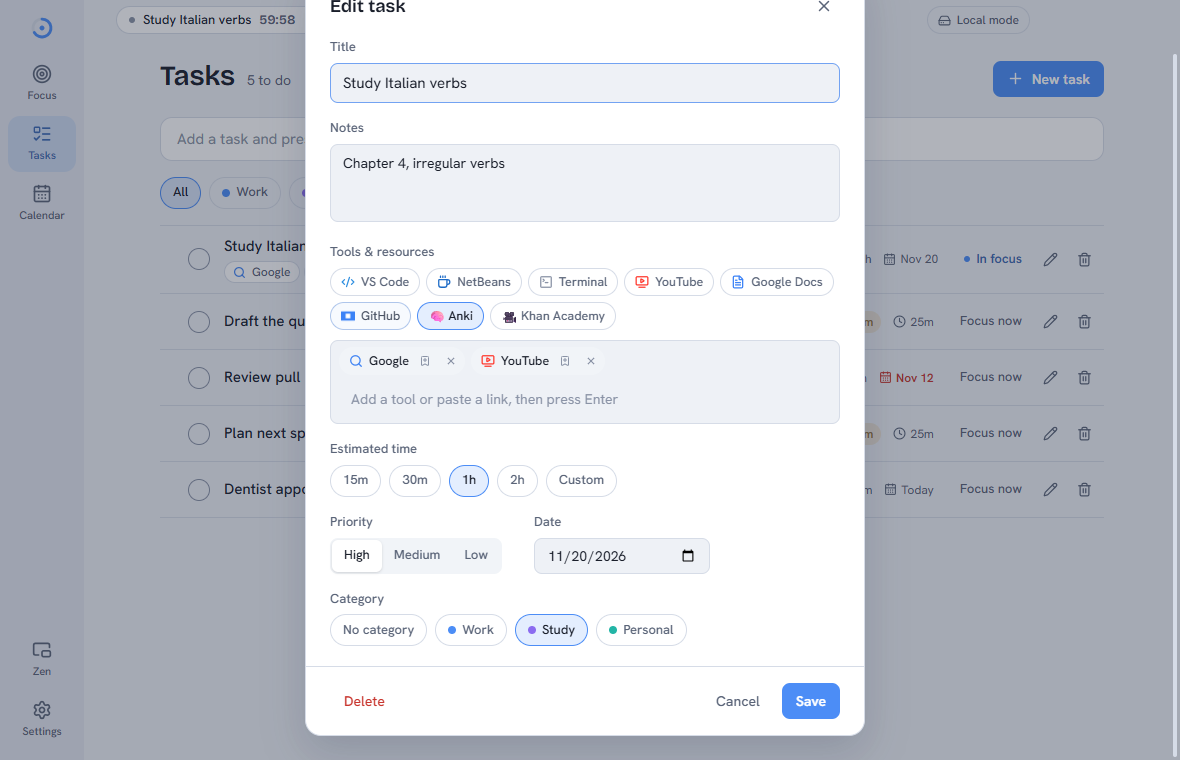 Study Italian verbs 59:58
Local mode
Focus
Tasks
Calendar
Zen
Settings
Tasks 5 to do
New task
Add a task and pre
All
Work
Study Italian
Google
h
Nov 20
In focus
Draft the qu
m
25m
Focus now
Review pull
Nov 12
Focus now
Plan next sp
m
25m
Focus now
Dentist appo
m
Today
Focus now
Edit task
Title
Study Italian verbs
Notes
Chapter 4, irregular verbs
Tools & resources
VS Code
NetBeans
Terminal
YouTube
Google Docs
GitHub
Anki
Khan Academy
Google
YouTube
Add a tool or paste a link, then press Enter
Estimated time
15m
30m
1h
2h
Custom
Priority
High
Medium
Low
Date
11/20/2026
Category
No category
Work
Study
Personal
Delete
Cancel
Save